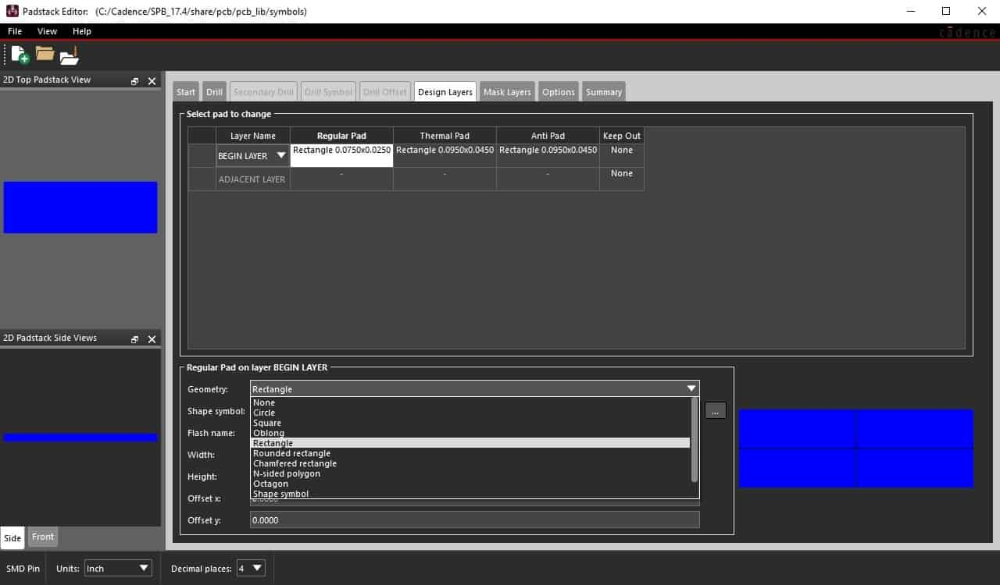 Padstack Editor: (C:/Cadence/SPB_17.4/share/pcb/pcb_lib/symbols)
File View Help
cādence
2D Top Padstack View
Start Drill Secondary Drill Drill Symbol Drill Offset Design Layers Mask Layers Options Summary
Select pad to change
Layer Name Regular Pad Thermal Pad Anti Pad Keep Out
BEGIN LAYER Rectangle 0.0750x0.0250 Rectangle 0.0950x0.0450 Rectangle 0.0950x0.0450 None
ADJACENT LAYER - - - None
2D Padstack Side Views
Regular Pad on layer BEGIN LAYER
Geometry: Rectangle
None
Circle
Shape symbol: ...
Square
Flash name: Oblong
Rectangle
Width: Rounded rectangle
Chamfered rectangle
Height: N-sided polygon
Octagon
Shape symbol
Offset x: 0.0000
Offset y: 0.0000
Side Front
SMD Pin Units: Inch Decimal places: 4